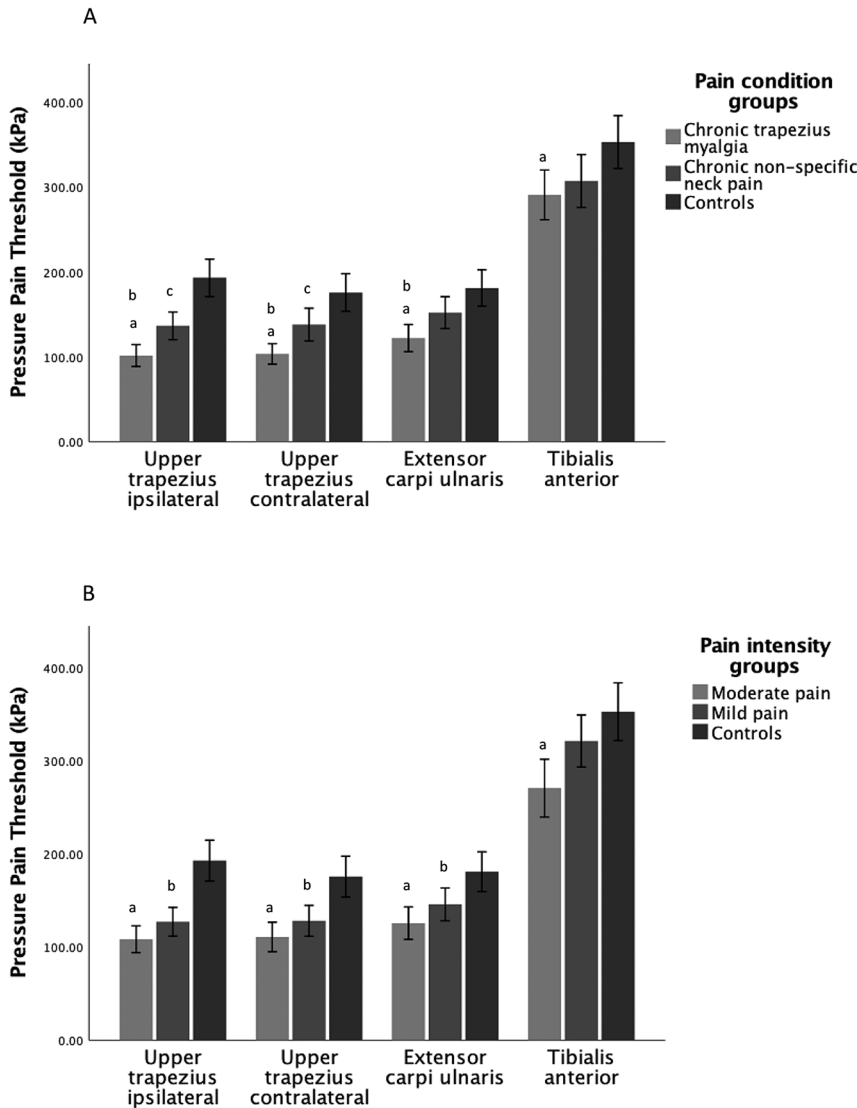 A
Pressure Pain Threshold (kPa)
400.00
300.00
200.00
100.00
0.00
b
a
c
b
a
c
b
a
a
Upper
trapezius
ipsilateral
Upper
trapezius
contralateral
Extensor
carpi ulnaris
Tibialis
anterior
Pain condition
groups
Chronic trapezius
myalgia
Chronic non-specific
neck pain
Controls
B
Pressure Pain Threshold (kPa)
400.00
300.00
200.00
100.00
0.00
a
b
a
b
a
b
a
Upper
trapezius
ipsilateral
Upper
trapezius
contralateral
Extensor
carpi ulnaris
Tibialis
anterior
Pain intensity
groups
Moderate pain
Mild pain
Controls